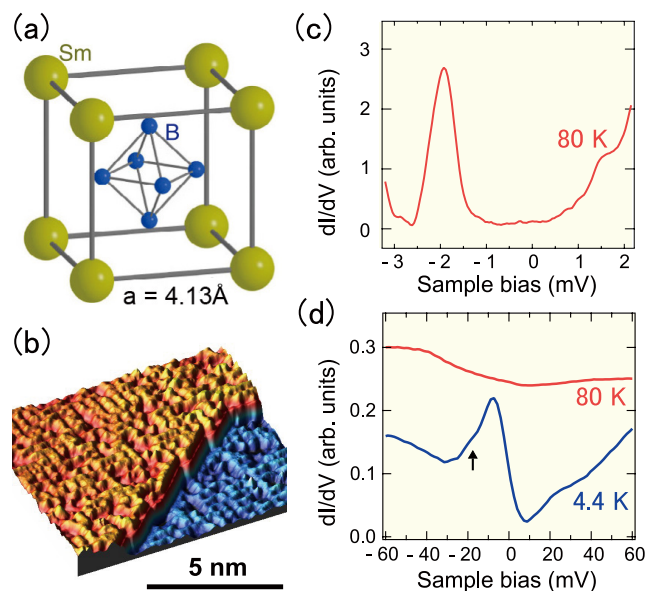 (a)
Sm
B
a = 4.13Å
(b)
5 nm
(c)
dI/dV (arb. units)
3
2
1
0
80 K
-3 -2 -1 0 1 2
Sample bias (mV)
(d)
dI/dV (arb. units)
0.3
0.2
0.1
0.0
80 K
4.4 K
-60 -40 -20 0 20 40 60
Sample bias (mV)